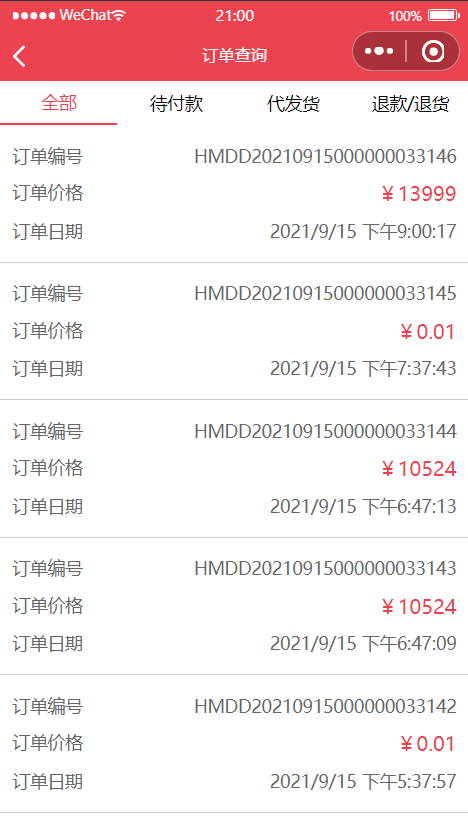 WeChat 21:00 100%
订单查询
全部 待付款 代发货 退款/退货
订单编号 HMDD20210915000000033146
订单价格 ￥13999
订单日期 2021/9/15 下午9:00:17
订单编号 HMDD20210915000000033145
订单价格 ￥0.01
订单日期 2021/9/15 下午7:37:43
订单编号 HMDD20210915000000033144
订单价格 ￥10524
订单日期 2021/9/15 下午6:47:13
订单编号 HMDD20210915000000033143
订单价格 ￥10524
订单日期 2021/9/15 下午6:47:09
订单编号 HMDD20210915000000033142
订单价格 ￥0.01
订单日期 2021/9/15 下午5:37:57